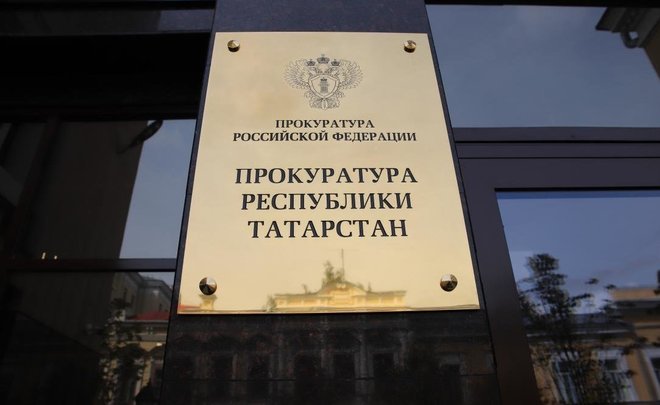 ПРОКУРАТУРА
РОССИЙСКОЙ ФЕДЕРАЦИИ
ПРОКУРАТУРА
РЕСПУБЛИКИ
ТАТАРСТАН